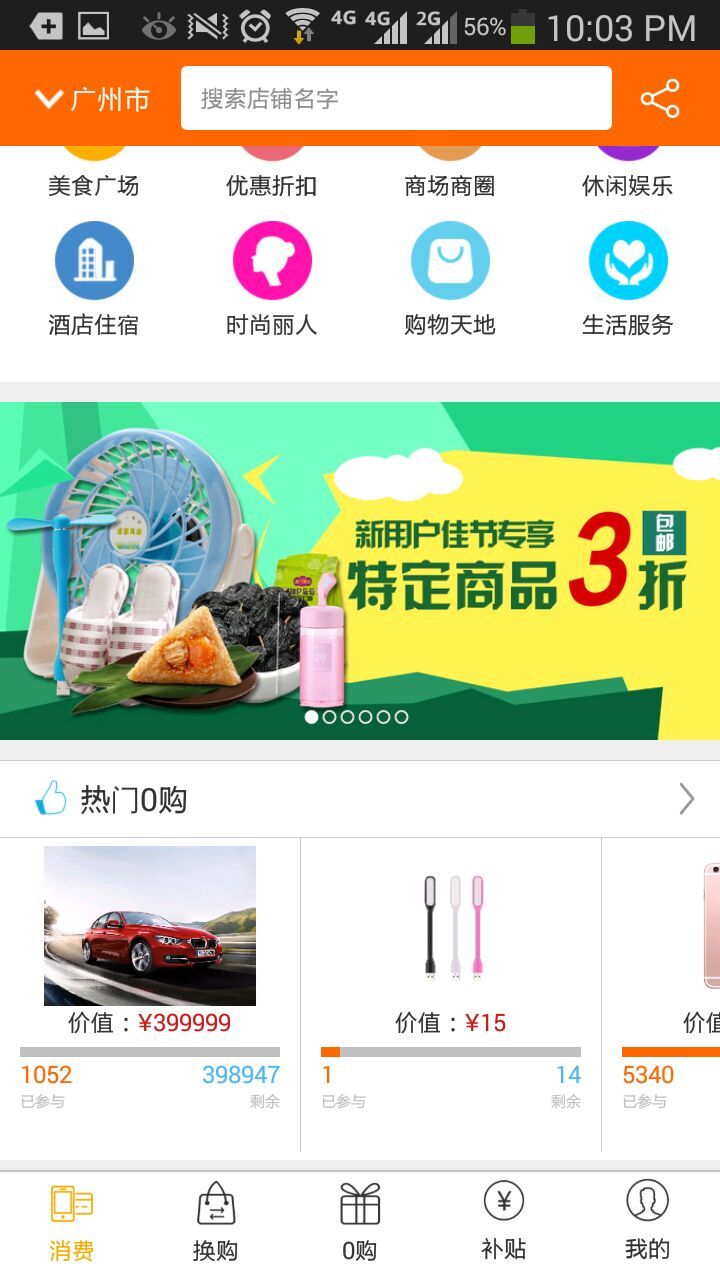 4G 4G 2G 56% 10:03 PM
广州市
搜索店铺名字
美食广场 优惠折扣 商场商圈 休闲娱乐
酒店住宿 时尚丽人 购物天地 生活服务
新用户佳节专享
特定商品3折
包邮
29
热门0购
价值：¥399999 价值：¥15 价值
1052 398947 1 14 5340
已参与 剩余 已参与 剩余 已参与
消费 换购 0购 补贴 我的
¥